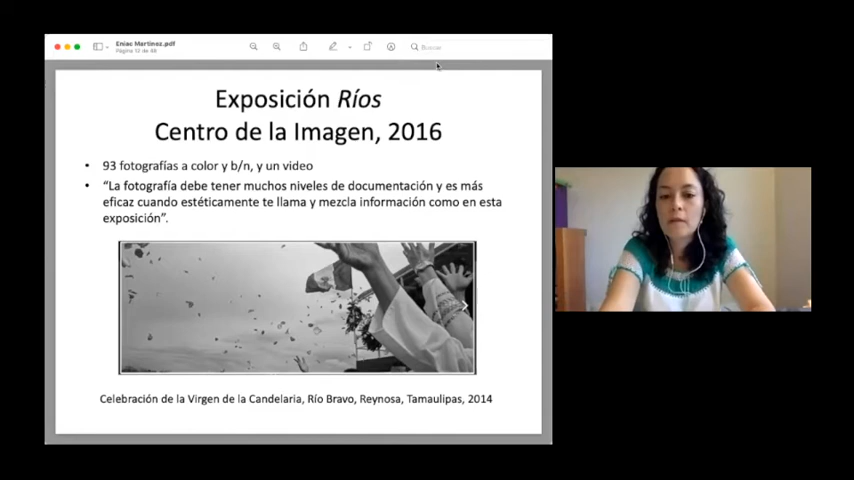 Eniac Martinez.pdf
Página 12 de 48
Buscar
Exposición Ríos
Centro de la Imagen, 2016
• 93 fotografías a color y b/n, y un video
• “La fotografía debe tener muchos niveles de documentación y es más
eficaz cuando estéticamente te llama y mezcla información como en esta
exposición”.
Celebración de la Virgen de la Candelaria, Río Bravo, Reynosa, Tamaulipas, 2014